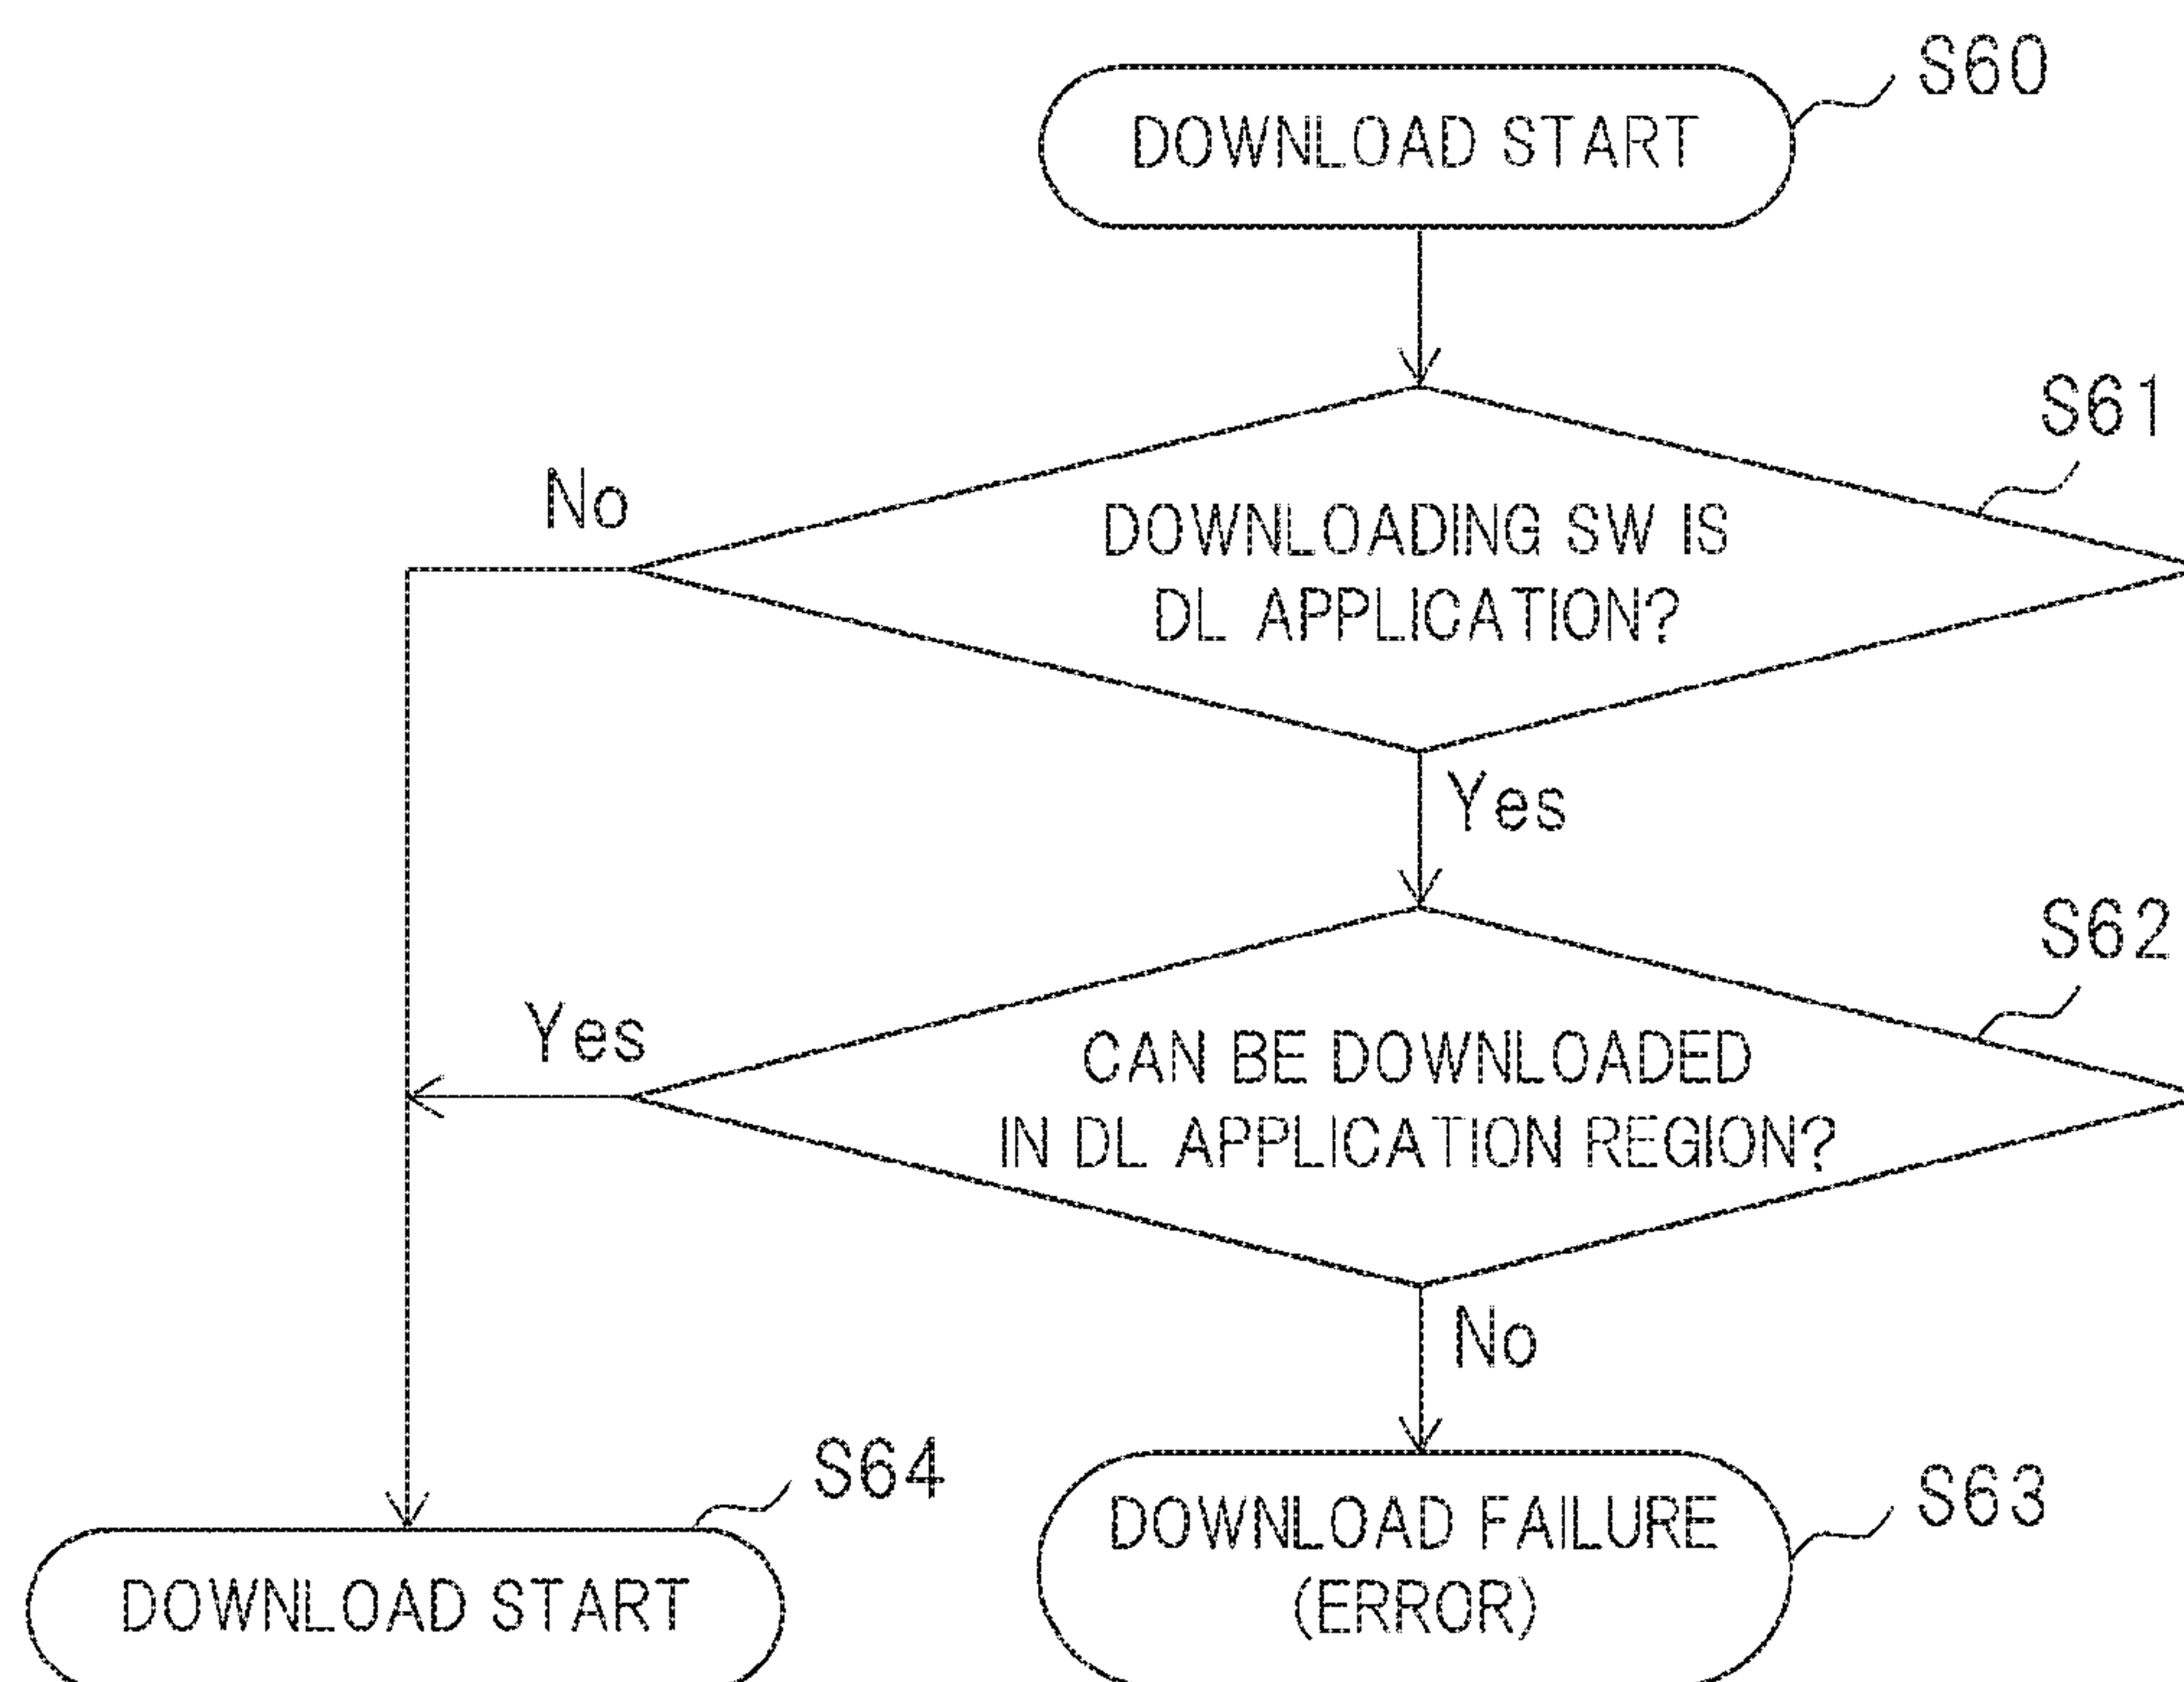 S60
DOWNLOAD START
S61
No
DOWNLOADING SW IS
DL APPLICATION?
Yes
S62
Yes
CAN BE DOWNLOADED
IN DL APPLICATION REGION?
No
S64
S63
DOWNLOAD START
DOWNLOAD FAILURE
(ERROR)